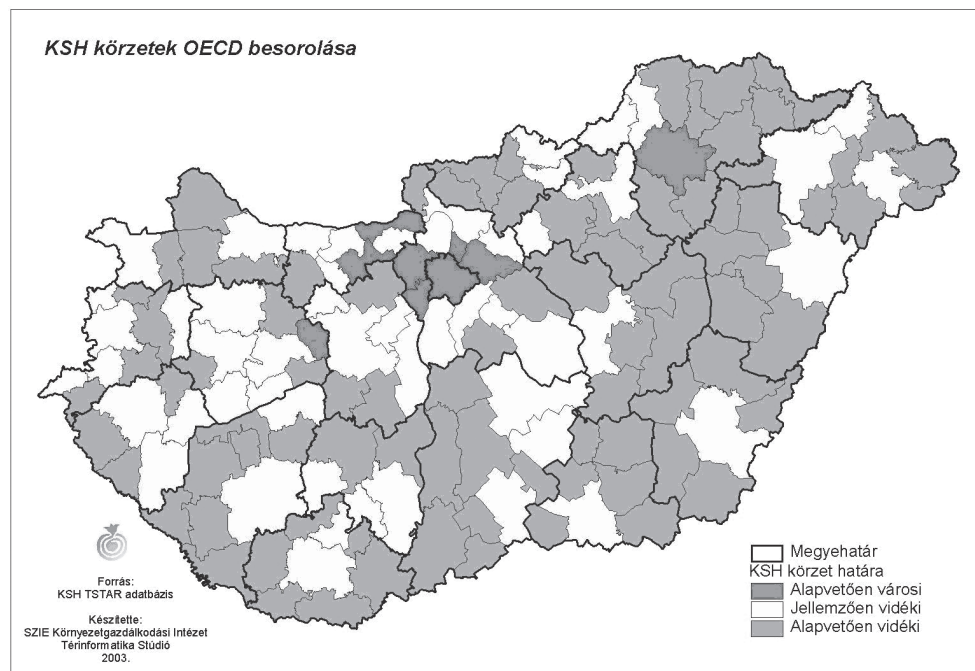 KSH körzetek OECD besorolása
Forrás:
KSH TSTAR adatbázis
Készítette:
SZIE Környezetgazdálkodási Intézet
Térinformatika Stúdió
2003.
Megyehatár
KSH körzet határa
Alapvetően városi
Jellemzően vidéki
Alapvetően vidéki